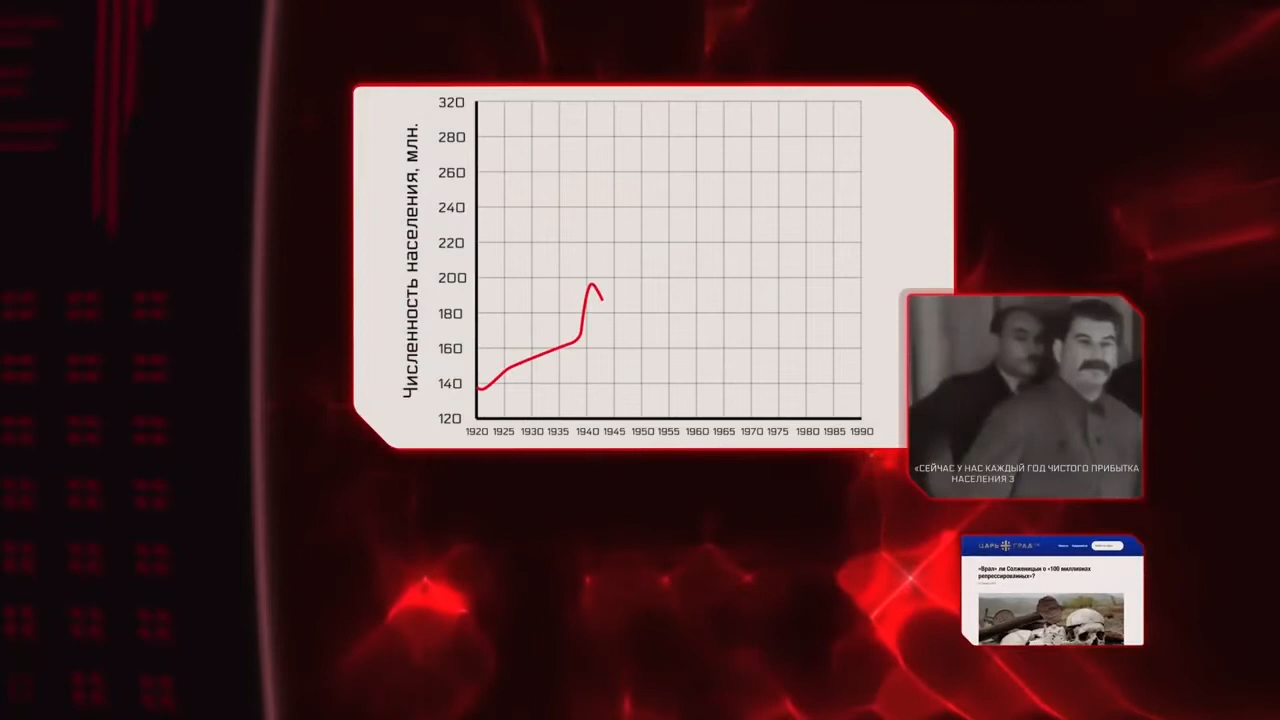 Численность населения, млн.
320
280
260
240
220
200
180
160
140
120
1920 1925 1930 1935 1940 1945 1950 1955 1960 1965 1970 1975 1980 1985 1990
«СЕЙЧАС У НАС КАЖДЫЙ ГОД ЧИСТОГО ПРИБЫТКА
НАСЕЛЕНИЯ 3
ЦАРЬ ГРАД
«Врал» ли Солженицын о «100 миллионах
репрессированных»?